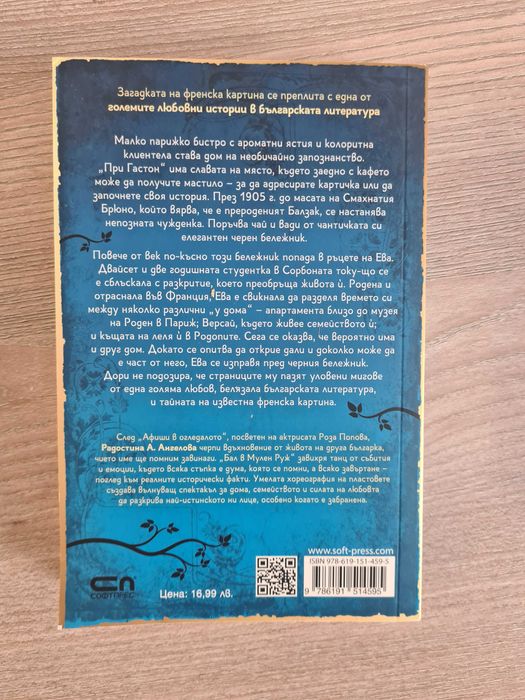 Загадката на френска картина се преплита с една от
големите любовни истории в българската литература
Малко парижко бистро с ароматни ястия и колоритна
клиентела става дом на необичайно запознанство.
„При Гастон“ има славата на място, където заедно с кафето
може да получите мастило – за да адресирате картичка или да
започнете своя история. През 1905 г. до масата на Смахнатия
Брюно, който вярва, че е прероденият Балзак, се настанява
непозната чужденка. Поръчва чай и вади от чантичката си
елегантен черен бележник.
Повече от век по-късно този бележник попада в ръцете на Ева.
Двайсет и две годишната студентка в Сорбоната току-що се
е сблъскала с разкритие, което преобръща живота ѝ. Родена и
отраснала във Франция, Ева е свикнала да разделя времето си
между няколко различни „у дома“ – апартамента близо до музея
на Роден в Париж; Версай, където живее семейството ѝ;
и къщата на леля ѝ в Родопите. Сега се оказва, че вероятно има
и друг дом. Докато се опитва да открие дали и доколко може да
е част от него, Ева се изправя пред черния бележник.
Дори не подозира, че страниците му пазят уловени мигове
от една голяма любов, белязала българската литература,
и тайната на известна френска картина.
След „Афиши в огледалото“, посветен на актрисата Роза Попова,
Радостина А. Ангелова черпи вдъхновение от живота на друга българка,
чието име ще помним завинаги. „Бал в Мулен Руж“ завихря танц от събития
и емоции, където всяка стъпка е дума, която се помни, а всяко завъртане –
поглед към реалните исторически факти. Умелата хореография на пластовете
създава вълнуващ спектакъл за дома, семейството и силата на любовта
да разкрива най-истинското ни лице, особено когато е забранена.
www.soft-press.com
ISBN 978-619-151-459-5
СОФТПРЕС
Цена: 16,99 лв.
9 786191 514595